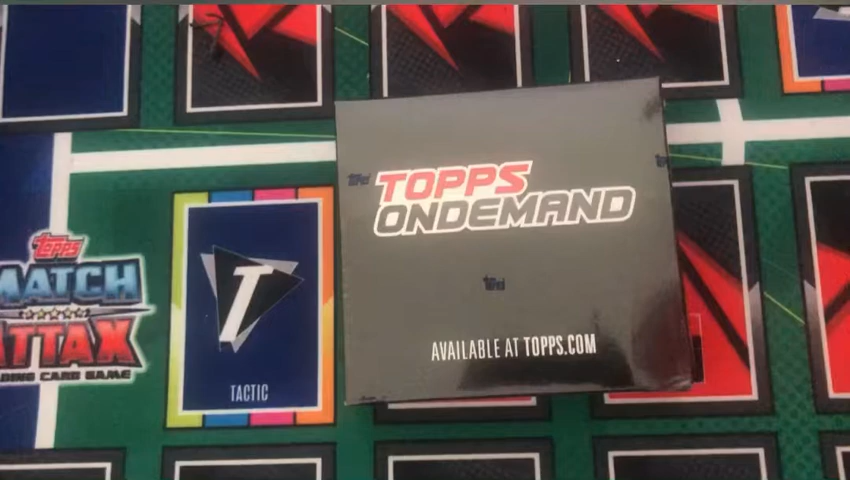 TOPPS
ONDEMAND
AVAILABLE AT TOPPS.COM
Topps
MATCH
ATTAX
TACTIC